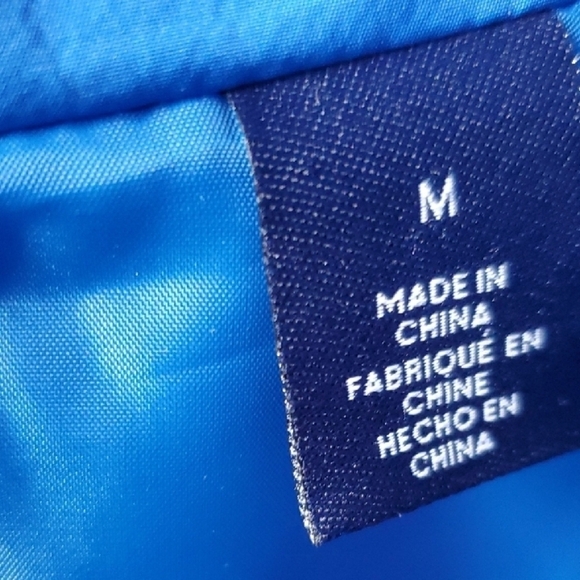 M
MADE IN
CHINA
FABRIQUÉ EN
CHINE
HECHO EN
CHINA